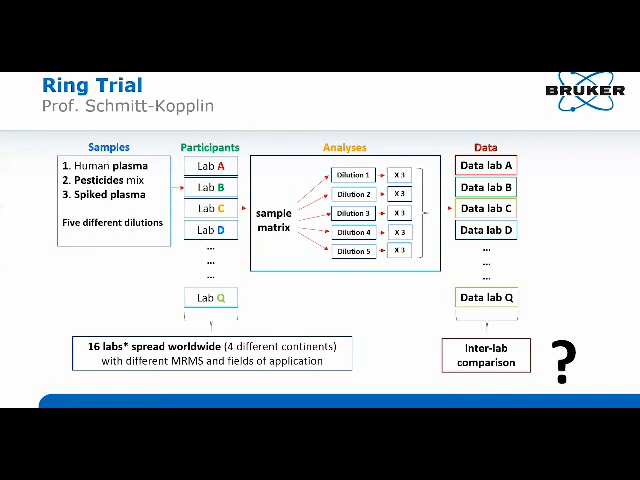 Ring Trial
Prof. Schmitt-Kopplin
BRUKER
Samples
1. Human plasma
2. Pesticides mix
3. Spiked plasma
Five different dilutions
Participants
Lab A
Lab B
Lab C
Lab D
...
...
...
Lab Q
Analyses
sample
matrix
Dilution 1 X 3
Dilution 2 X 3
Dilution 3 X 3
Dilution 4 X 3
Dilution 5 X 3
Data
Data lab A
Data lab B
Data lab C
Data lab D
...
...
...
Data lab Q
16 labs* spread worldwide (4 different continents)
with different MRMS and fields of application
Inter-lab
comparison
?